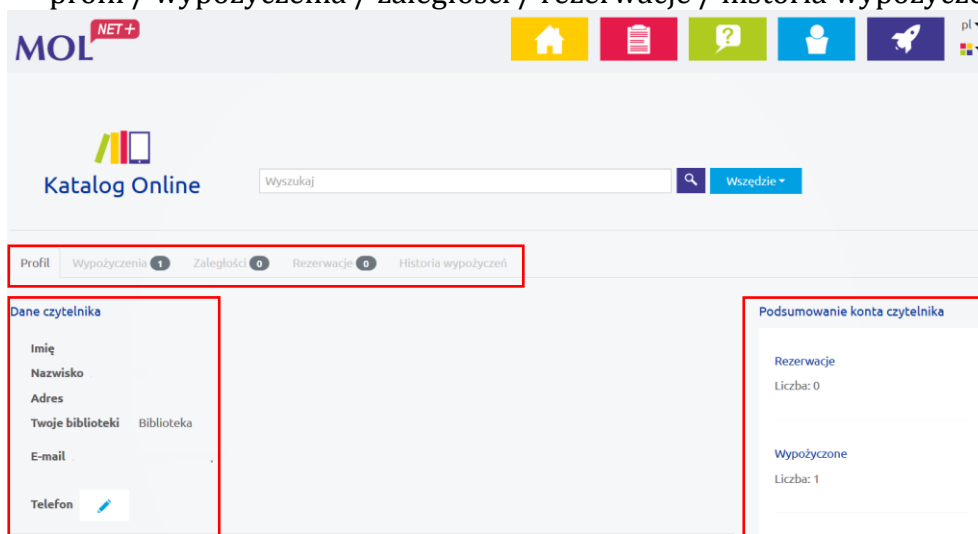 profil / wypożyczenia / zaległości / rezerwacje / historia wypożycze
MOL NET+
pl
Katalog Online
Wyszukaj
Wszędzie
Profil Wypożyczenia 1 Zaległości 0 Rezerwacje 0 Historia wypożyczeń
Dane czytelnika
Imię
Nazwisko
Adres
Twoje biblioteki Biblioteka
E-mail
Telefon
Podsumowanie konta czytelnika
Rezerwacje
Liczba: 0
Wypożyczone
Liczba: 1